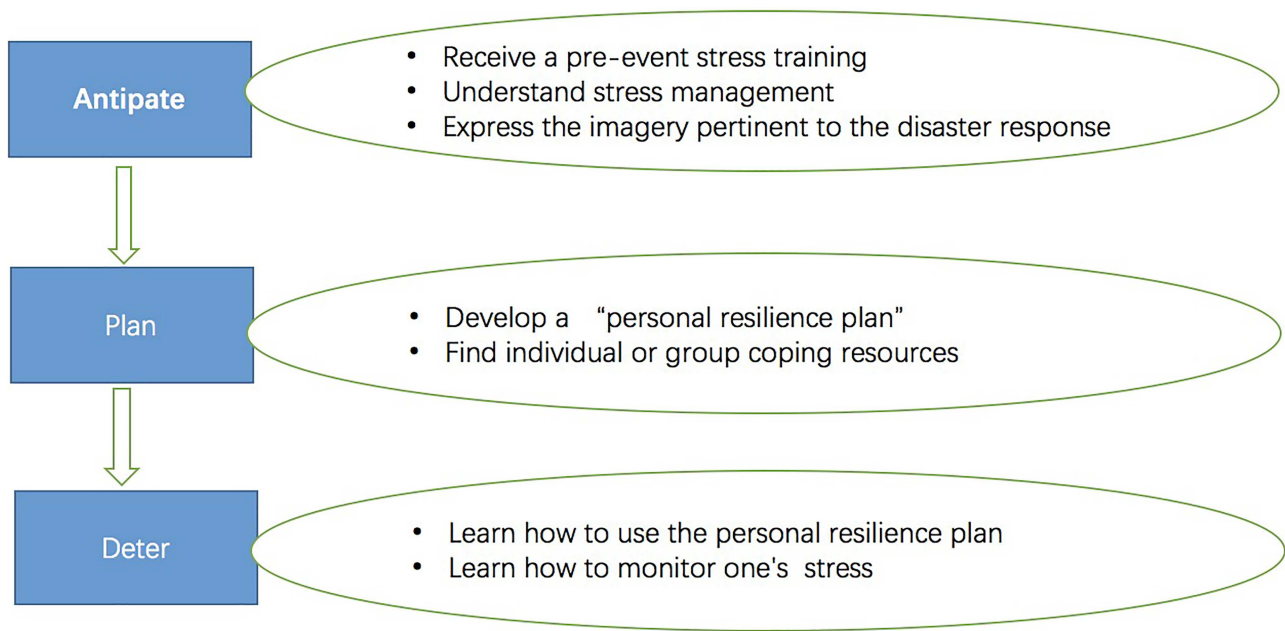 Antipate
• Receive a pre-event stress training
• Understand stress management
• Express the imagery pertinent to the disaster response
Plan
• Develop a “personal resilience plan”
• Find individual or group coping resources
Deter
• Learn how to use the personal resilience plan
• Learn how to monitor one's stress